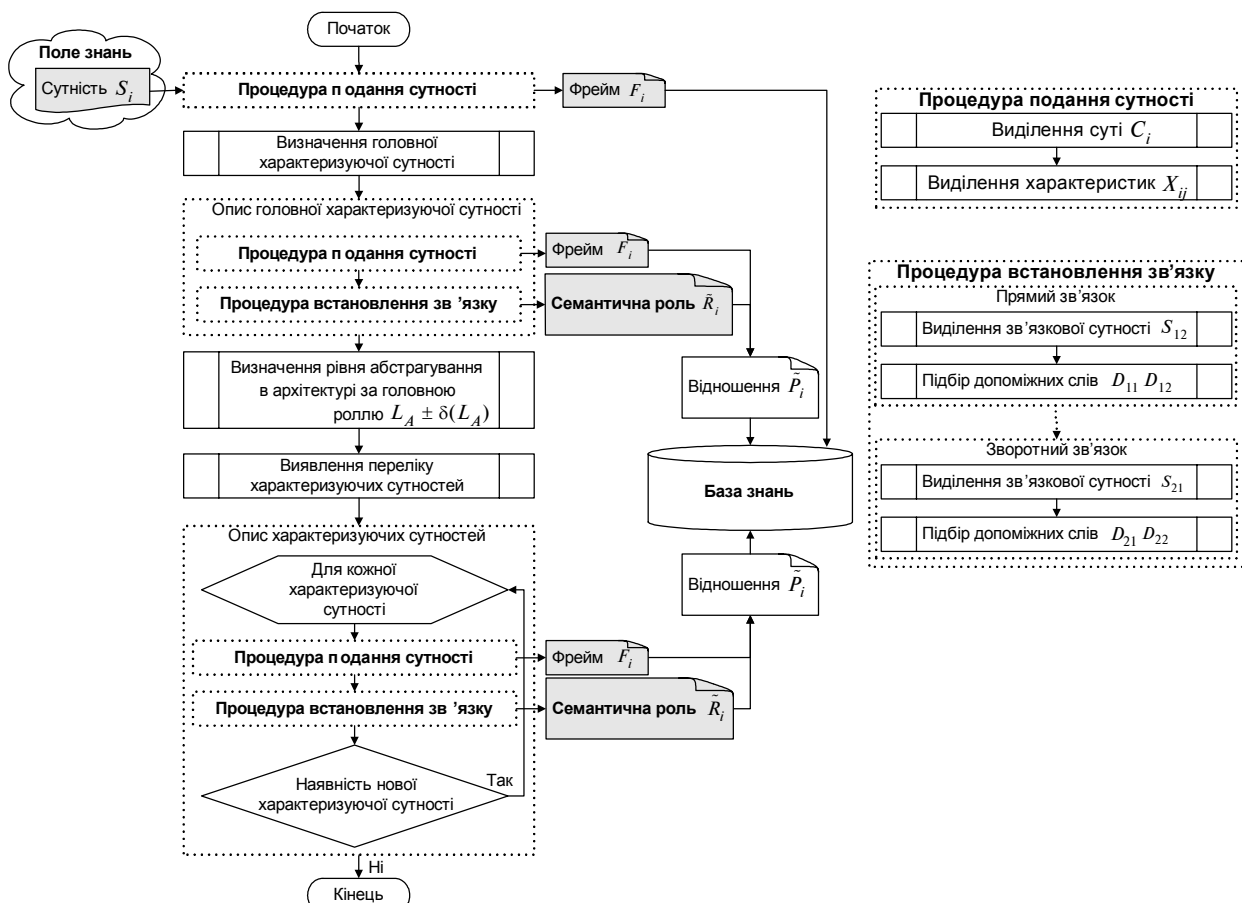 Початок
Поле знань
Сутність S_i
Процедура п одання сутності
Фрейм F_i
Визначення головної
характеризуючої сутності
Опис головної характеризуючої сутності
Процедура п одання сутності
Фрейм F_i
Процедура встановлення зв 'язку
Семантична роль R̃_i
Визначення рівня абстрагування
в архітектурі за головною
роллю L_A ± δ(L_A)
Відношення P̃_i
Виявлення переліку
характеризуючих сутностей
База знань
Опис характеризуючих сутностей
Для кожної
характеризуючої
сутності
Відношення P̃_i
Процедура п одання сутності
Фрейм F_i
Процедура встановлення зв 'язку
Семантична роль R̃_i
Наявність нової
характеризуючої сутності
Так
Ні
Кінець
Процедура подання сутності
Виділення суті C_i
Виділення характеристик X_ij
Процедура встановлення зв'язку
Прямий зв'язок
Виділення зв'язкової сутності S_12
Підбір допоміжних слів D_11 D_12
Зворотний зв'язок
Виділення зв'язкової сутності S_21
Підбір допоміжних слів D_21 D_22